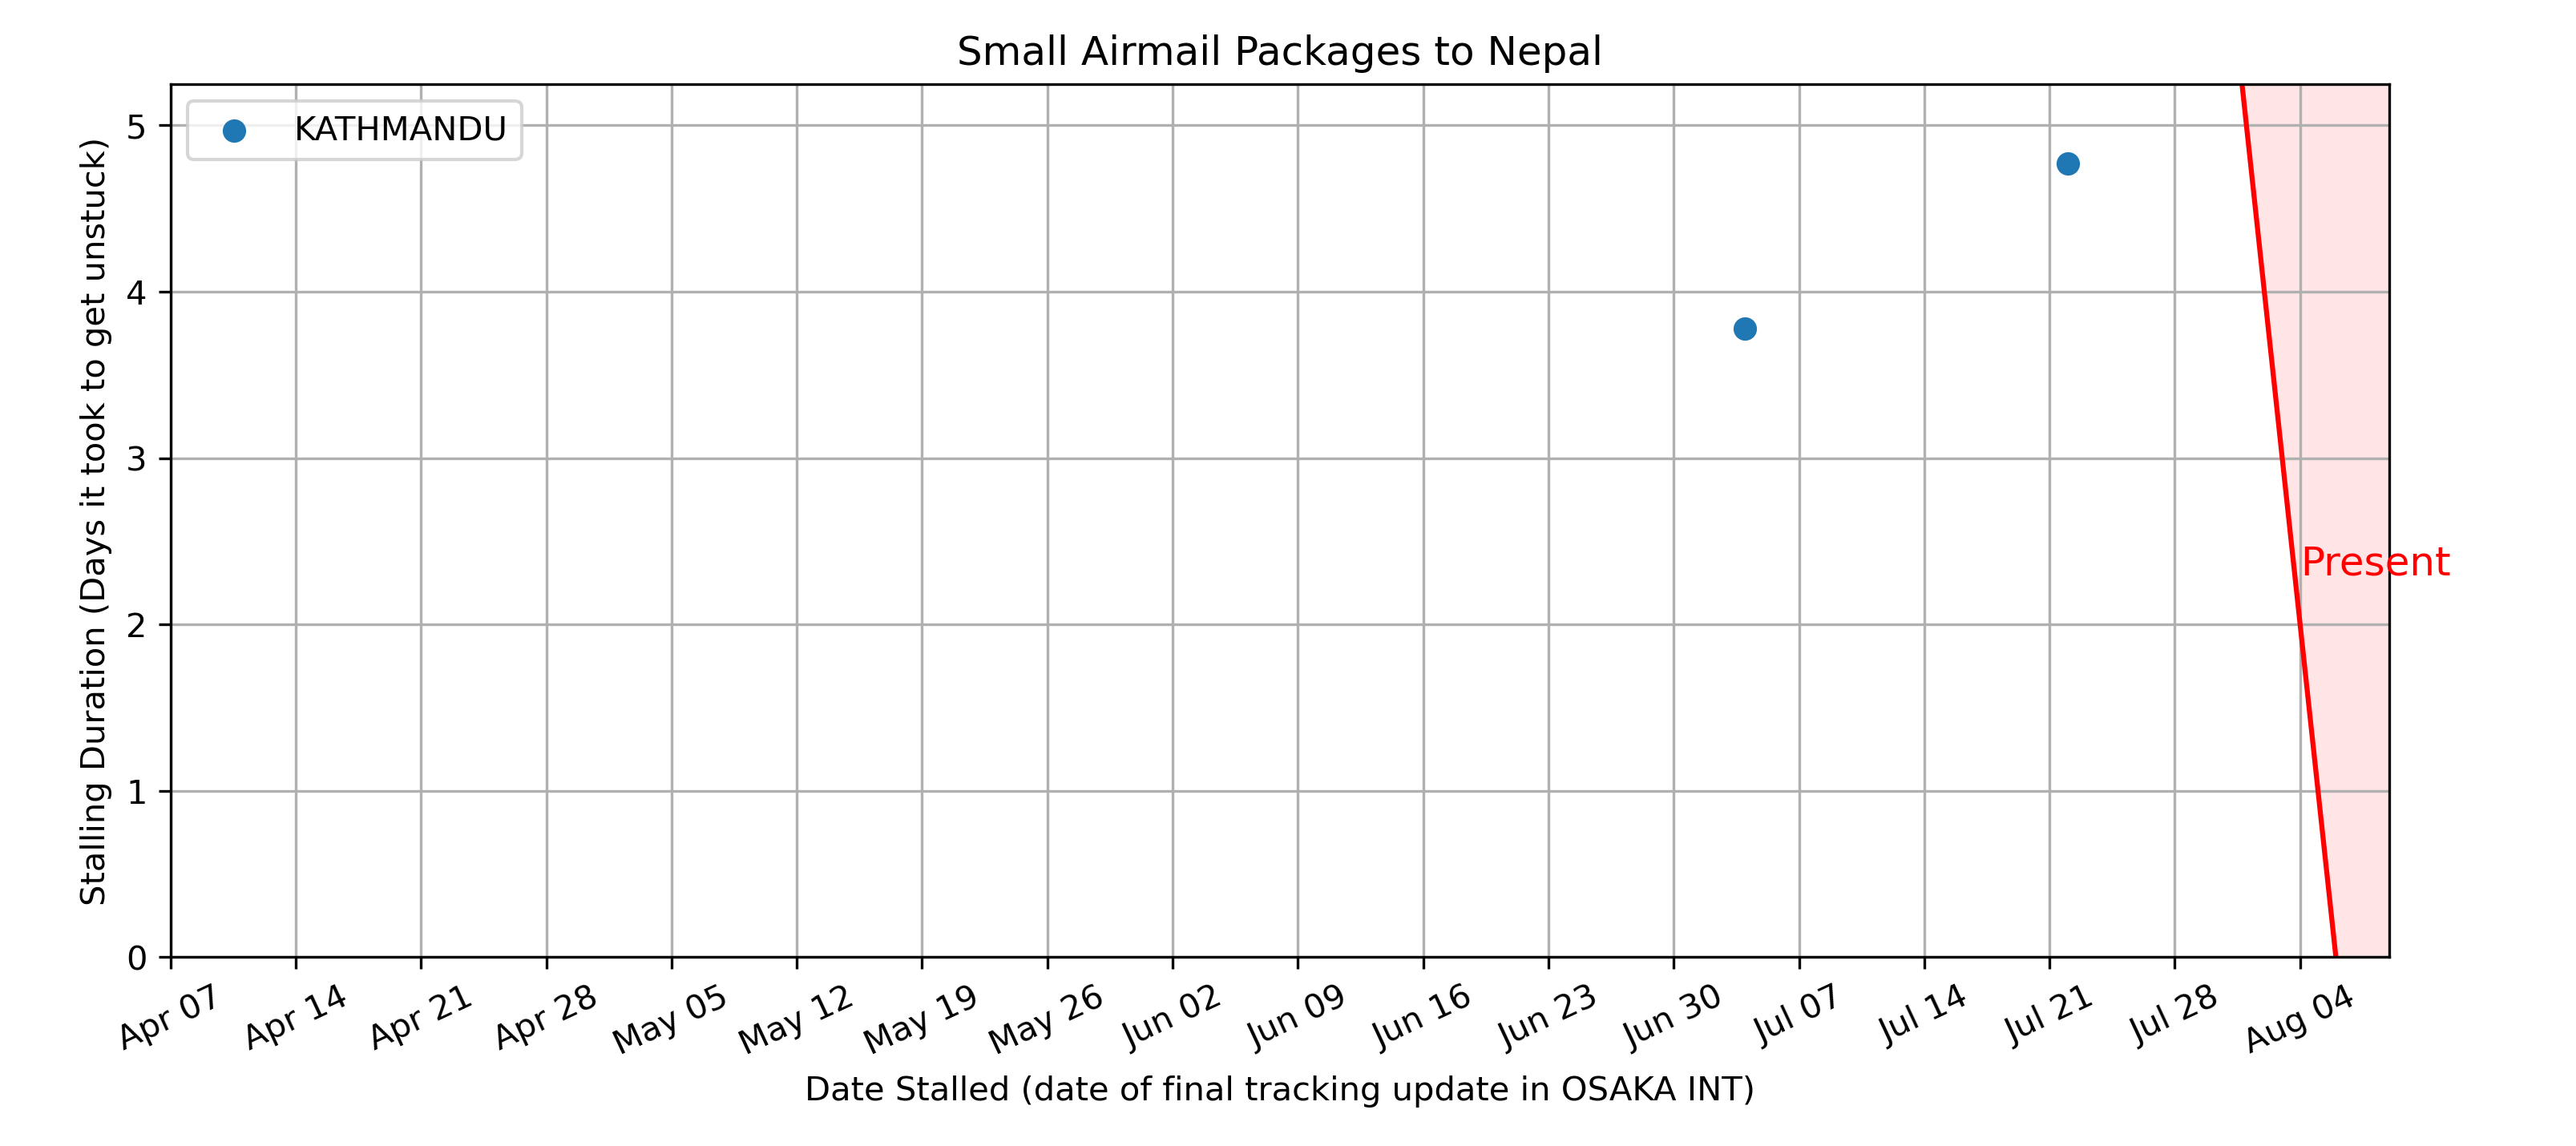 Small Airmail Packages to Nepal
KATHMANDU
Stalling Duration (Days it took to get unstuck)
5
4
3
2
1
0
Present
Apr 07
Apr 14
Apr 21
Apr 28
May 05
May 12
May 19
May 26
Jun 02
Jun 09
Jun 16
Jun 23
Jun 30
Jul 07
Jul 14
Jul 21
Jul 28
Aug 04
Date Stalled (date of final tracking update in OSAKA INT)